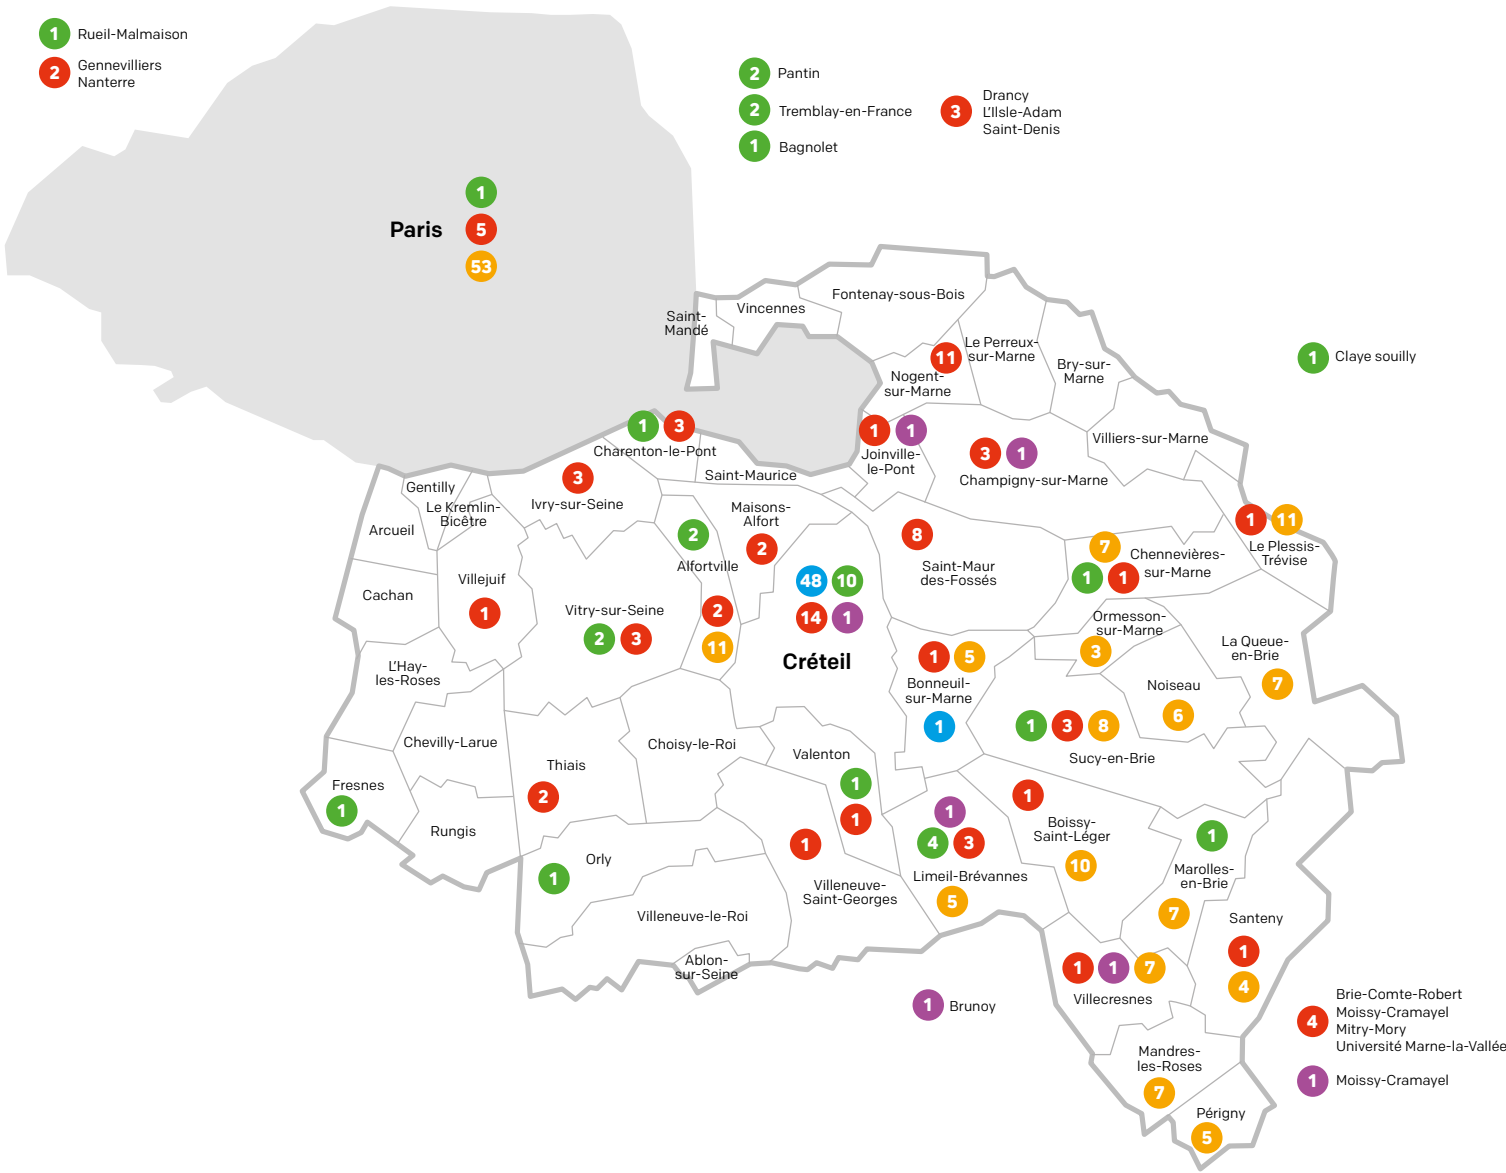 1 Rueil-Malmaison
2 Gennevilliers
Nanterre
2 Pantin
2 Tremblay-en-France
1 Bagnolet
3 Drancy
L’IIsle-Adam
Saint-Denis
Paris
1
5
53
Saint-
Mandé
Vincennes
Fontenay-sous-Bois
11
Nogent-
sur-Marne
Le Perreux-
sur-Marne
Bry-sur-
Marne
1 Claye souilly
1 3
Charenton-le-Pont
Saint-Maurice
1 1
Joinville-
le-Pont
3 1
Champigny-sur-Marne
Villiers-sur-Marne
Gentilly
Le Kremlin-
Bicêtre
Arcueil
3
Ivry-sur-Seine
Maisons-
Alfort
2
2
Alfortville
2
11
8
Saint-Maur
des-Fossés
7
Chennevières-
sur-Marne
1 1
1 11
Le Plessis-
Trévise
Cachan
Villejuif
1
Vitry-sur-Seine
2 3
48 10
14 1
Créteil
1 5
Bonneuil-
sur-Marne
1
Ormesson-
sur-Marne
3
La Queue-
en-Brie
7
Noiseau
6
L’Hay-
les-Roses
Chevilly-Larue
Thiais
2
Choisy-le-Roi
Valenton
1
1
1 3 8
Sucy-en-Brie
Fresnes
1
Rungis
1
Boissy-
Saint-Léger
10
1
4 3
Limeil-Brévannes
5
1
Marolles-
en-Brie
7
Orly
1
1
Villeneuve-
Saint-Georges
Villeneuve-le-Roi
Ablon-
sur-Seine
Santeny
1
4
1 1 7
Villecresnes
1 Brunoy
Mandres-
les-Roses
7
Périgny
5
Brie-Comte-Robert
4 Moissy-Cramayel
Mitry-Mory
Université Marne-la-Vallée
1 Moissy-Cramayel